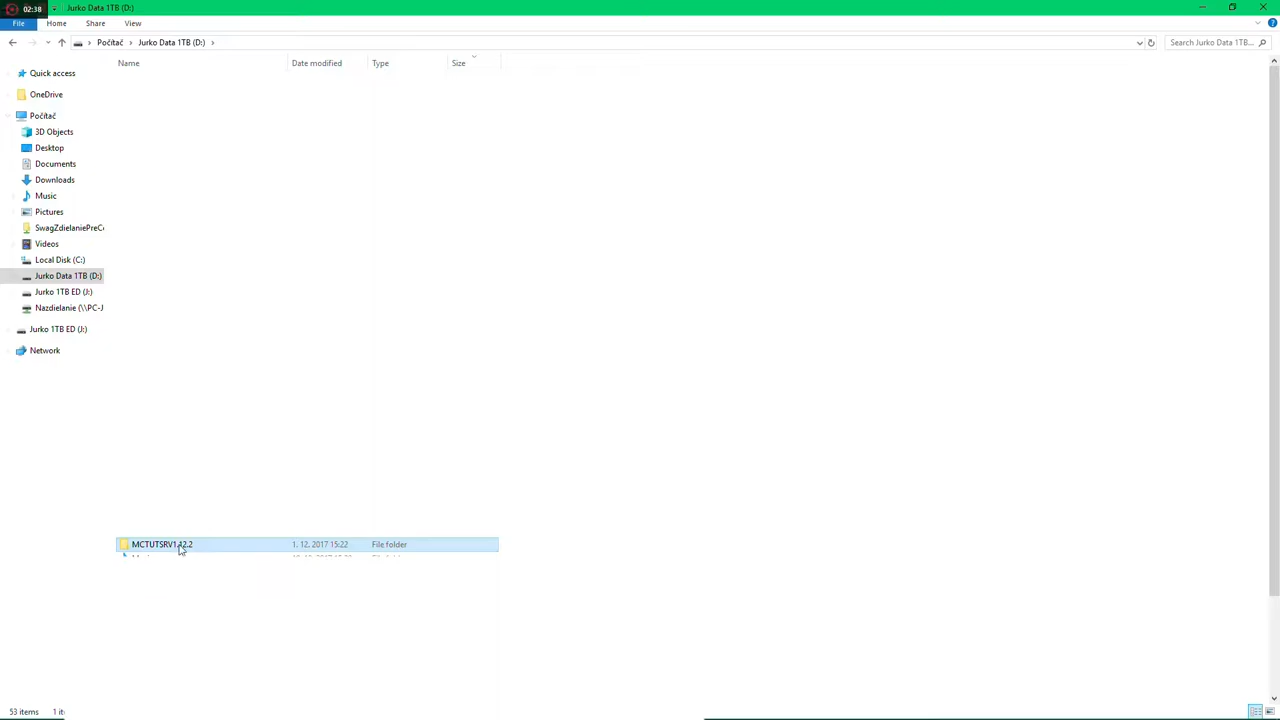 02:38
Jurko Data 1TB (D:)
File Home Share View
Počítač Jurko Data 1TB (D:)
Search Jurko Data 1TB...
Name Date modified Type Size
Quick access
OneDrive
Počítač
3D Objects
Desktop
Documents
Downloads
Music
Pictures
SwagZdielaniePreCo
Videos
Local Disk (C:)
Jurko Data 1TB (D:)
Jurko 1TB ED (J:)
Nazdielanie (\\PC-J
Jurko 1TB ED (J:)
Network
MCTUTSRV1.12.2 1. 12. 2017 15:22 File folder
53 items 1 it